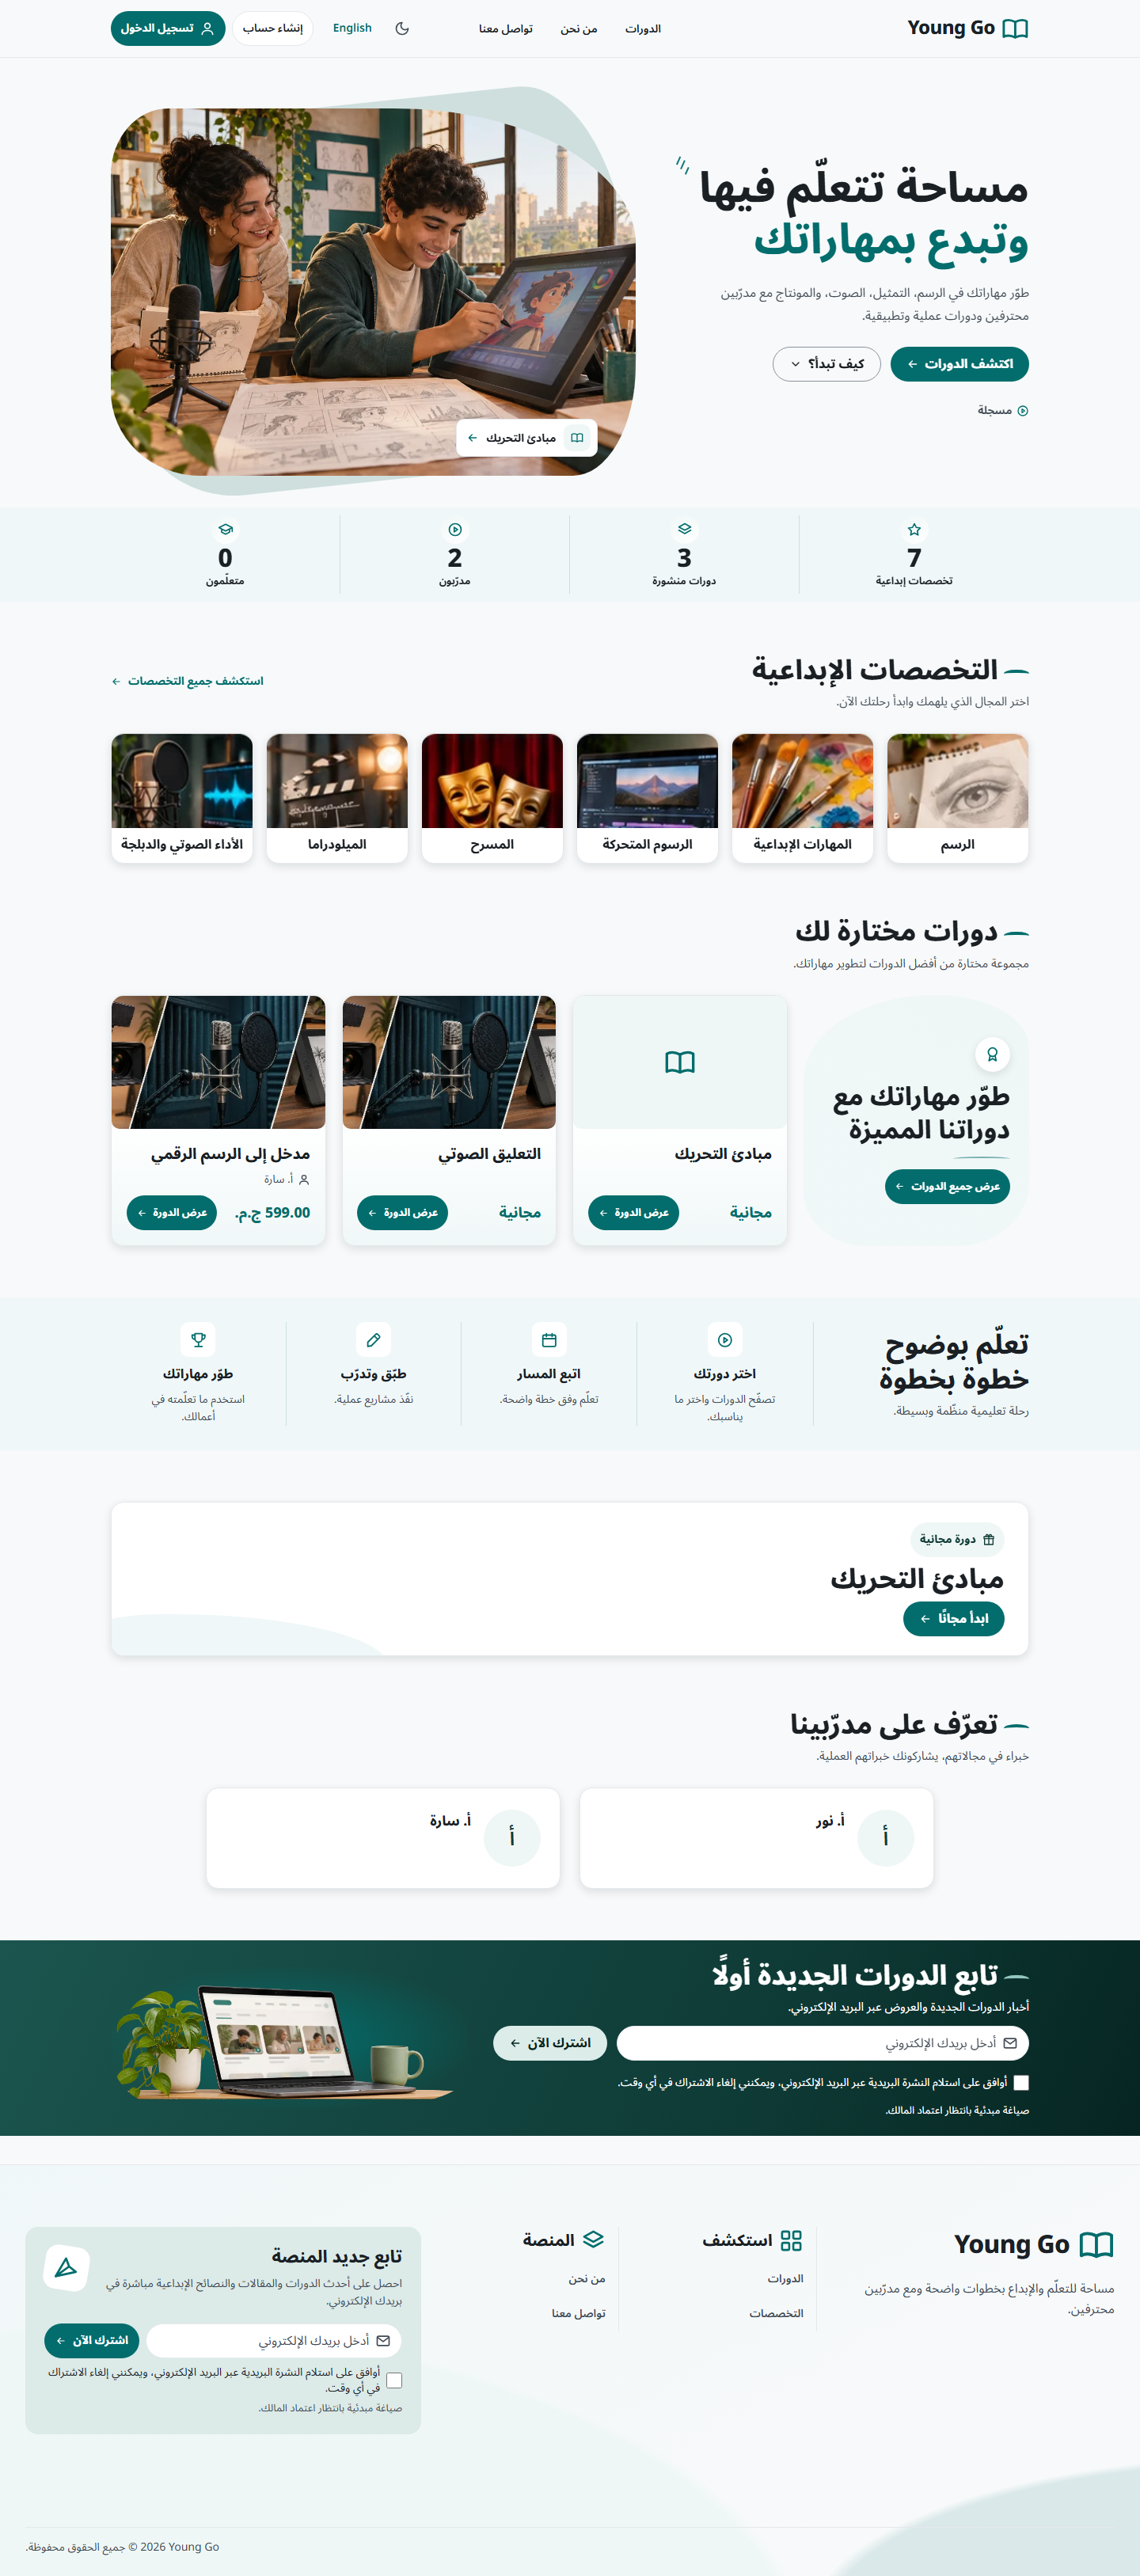 Young Go
الدورات
من نحن
تواصل معنا
English
إنشاء حساب
تسجيل الدخول
مساحة تتعلّم فيها
وتبدع بمهاراتك
طوّر مهاراتك في الرسم، التمثيل، الصوت، والمونتاج مع مدرّبين
محترفين ودورات عملية وتطبيقية.
اكتشف الدورات
كيف تبدأ؟
مسجلة
مبادئ التحريك
7
تخصصات إبداعية
3
دورات منشورة
2
مدرّبون
0
متعلّمون
التخصصات الإبداعية
اختر المجال الذي يلهمك وابدأ رحلتك الآن.
استكشف جميع التخصصات
الرسم
المهارات الإبداعية
الرسوم المتحركة
المسرح
الميلودراما
الأداء الصوتي والدبلجة
دورات مختارة لك
مجموعة مختارة من أفضل الدورات لتطوير مهاراتك.
طوّر مهاراتك مع
دوراتنا المميزة
عرض جميع الدورات
مبادئ التحريك
مجانية
عرض الدورة
التعليق الصوتي
مجانية
عرض الدورة
مدخل إلى الرسم الرقمي
أ. سارة
599.00 ج.م.
عرض الدورة
تعلّم بوضوح
خطوة بخطوة
رحلة تعليمية منظّمة وبسيطة.
اختر دورتك
تصفّح الدورات واختر ما
يناسبك.
اتبع المسار
تعلّم وفق خطة واضحة.
طبّق وتدرّب
نفّذ مشاريع عملية.
طوّر مهاراتك
استخدم ما تعلّمته في
أعمالك.
دورة مجانية
مبادئ التحريك
ابدأ مجانًا
تعرّف على مدرّبينا
خبراء في مجالاتهم، يشاركونك خبراتهم العملية.
أ
أ. نور
أ
أ. سارة
تابع الدورات الجديدة أولًا
أخبار الدورات الجديدة والعروض عبر البريد الإلكتروني.
أدخل بريدك الإلكتروني
اشترك الآن
أوافق على استلام النشرة البريدية عبر البريد الإلكتروني، ويمكنني إلغاء الاشتراك في أي وقت.
صياغة مبدئية بانتظار اعتماد المالك.
Young Go
مساحة للتعلّم والإبداع بخطوات واضحة ومع مدرّبين
محترفين.
استكشف
الدورات
التخصصات
المنصة
من نحن
تواصل معنا
تابع جديد المنصة
احصل على أحدث الدورات والمقالات والنصائح الإبداعية مباشرة في
بريدك الإلكتروني.
أدخل بريدك الإلكتروني
اشترك الآن
أوافق على استلام النشرة البريدية عبر البريد الإلكتروني، ويمكنني إلغاء الاشتراك
في أي وقت.
صياغة مبدئية بانتظار اعتماد المالك.
Young Go 2026 © جميع الحقوق محفوظة.